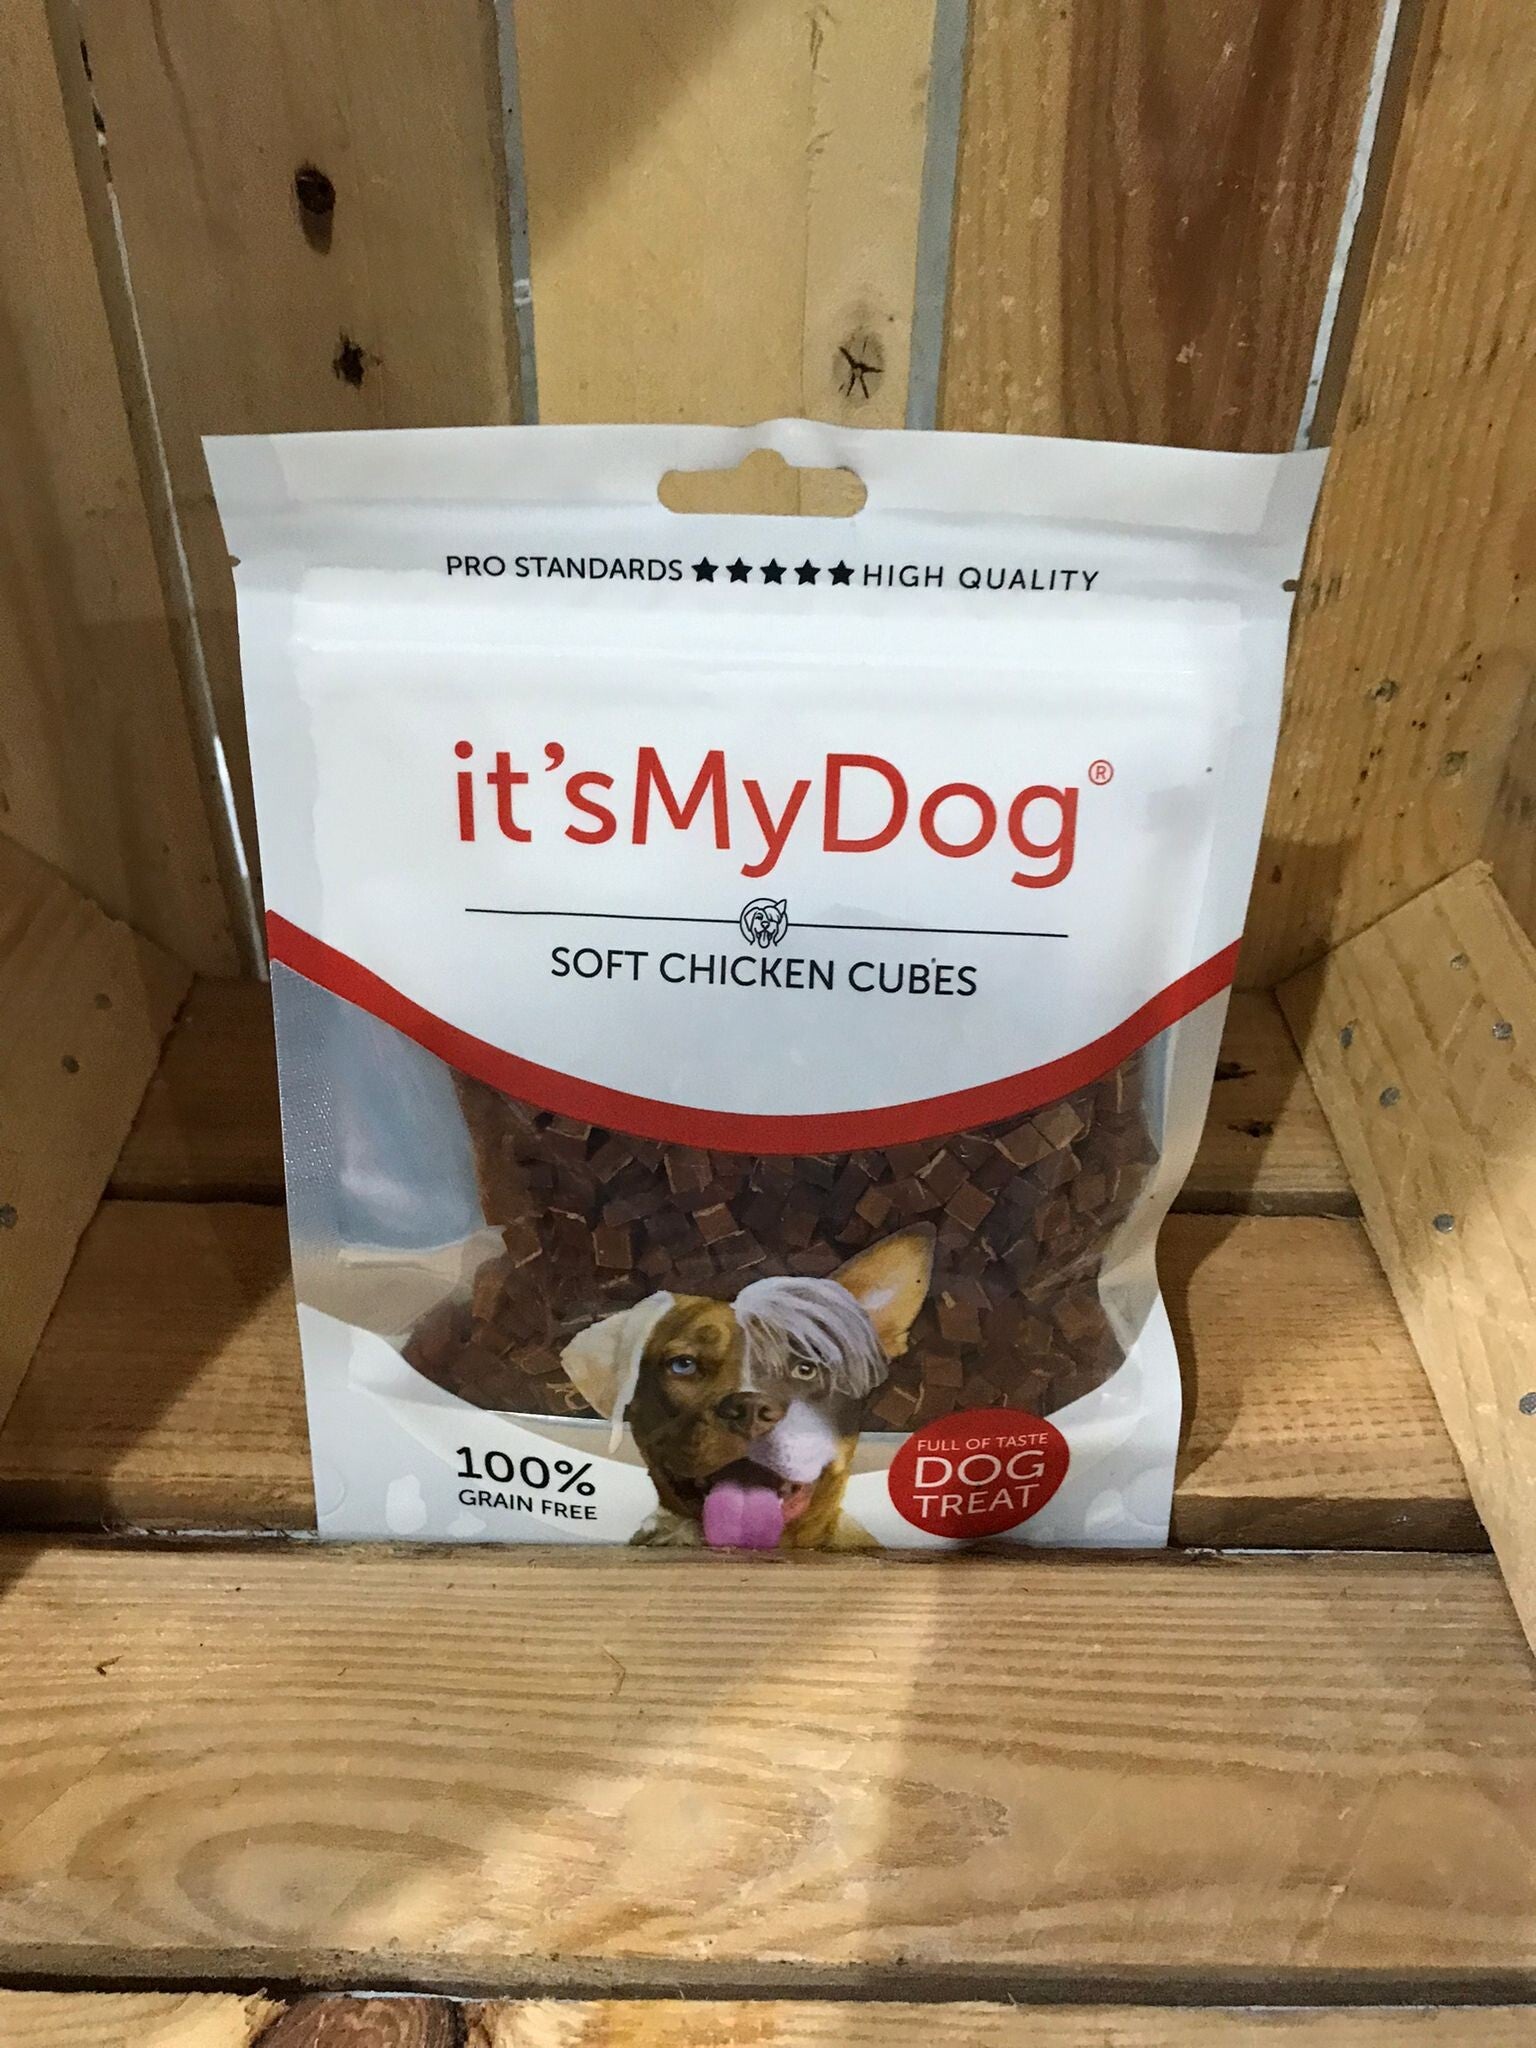 PRO STANDARDS ★★★★★ HIGH QUALITY
it'sMyDog®
SOFT CHICKEN CUBES
100%
GRAIN FREE
FULL OF TASTE
DOG
TREAT